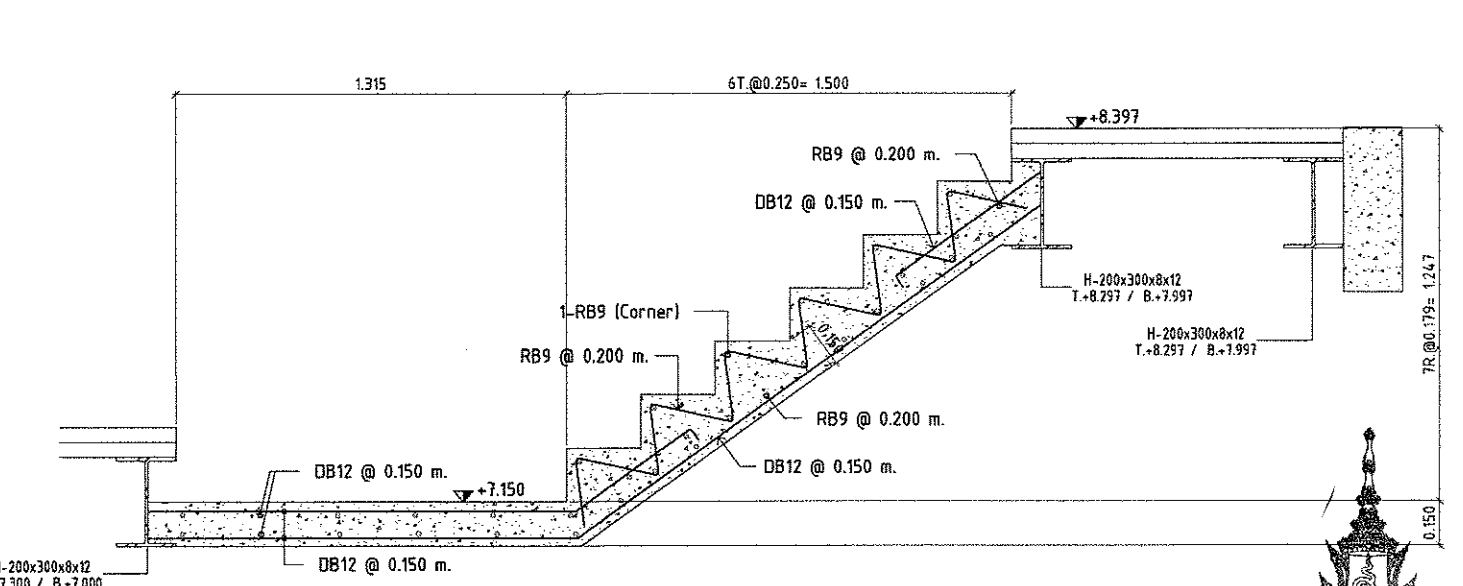 1.315
6T.@0.250= 1.500
+8.397
RB9 @ 0.200 m.
DB12 @ 0.150 m.
H-200x300x8x12
T.+8.297 / B.+7.997
1-RB9 (Corner)
0.150
H-200x300x8x12
T.+8.297 / B.+7.997
7R.@0.179= 1.247
RB9 @ 0.200 m.
RB9 @ 0.200 m.
DB12 @ 0.150 m.
DB12 @ 0.150 m.
+7.150
0.150
DB12 @ 0.150 m.
-200x300x8x12
7.300 / B.+7.000